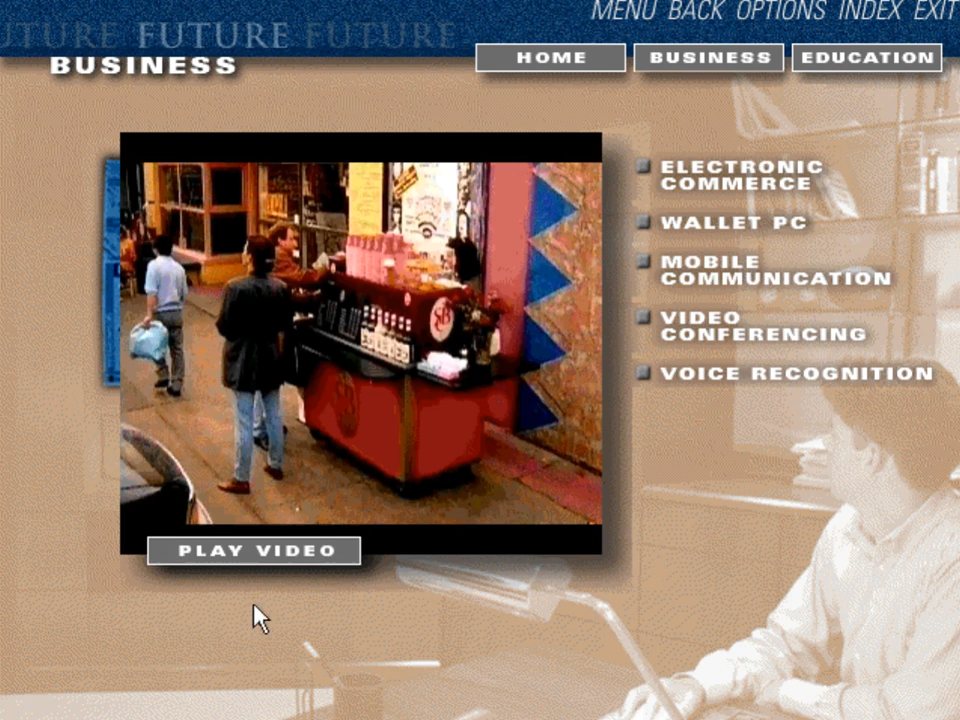 MENU BACK OPTIONS INDEX EXIT
FUTURE FUTURE
BUSINESS
HOME
BUSINESS
EDUCATION
ELECTRONIC
COMMERCE
WALLET PC
MOBILE
COMMUNICATION
VIDEO
CONFERENCING
VOICE RECOGNITION
SBC
PLAY VIDEO